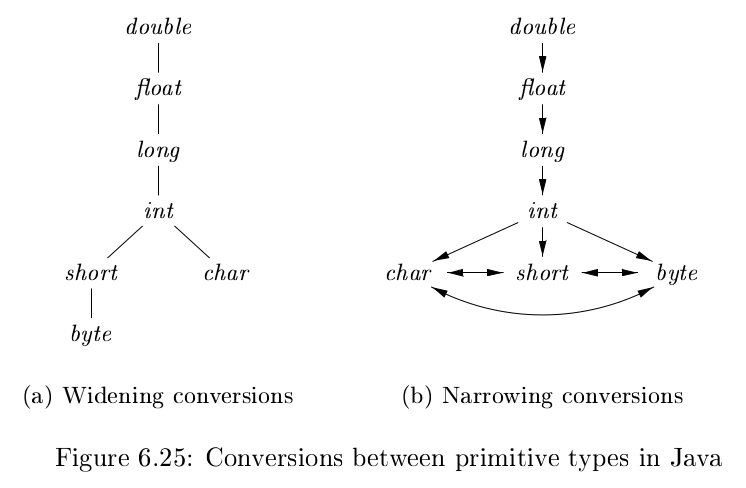 double
float
long
int
short char
byte
(a) Widening conversions
double
float
long
int
char short byte
(b) Narrowing conversions
Figure 6.25: Conversions between primitive types in Java